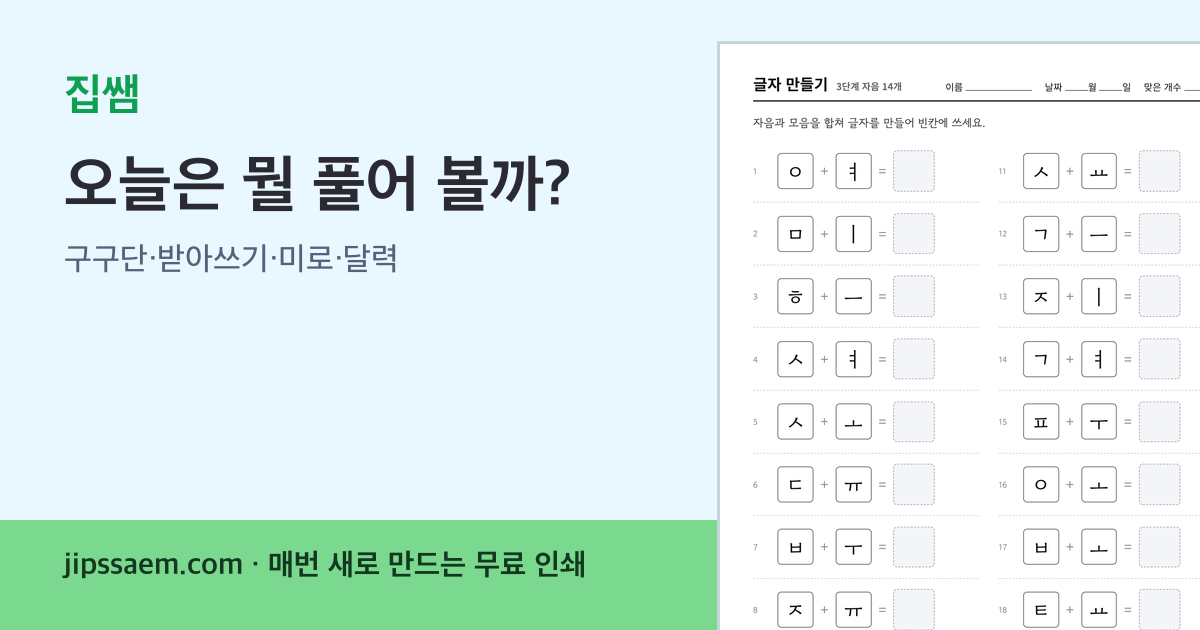 집쌤
오늘은 뭘 풀어 볼까?
구구단·받아쓰기·미로·달력
jipssaem.com · 매번 새로 만드는 무료 인쇄
글자 만들기 3단계 자음 14개 이름 날짜 월 일 맞은 개수
자음과 모음을 합쳐 글자를 만들어 빈칸에 쓰세요.
1 ㅇ + ㅕ =
2 ㅁ + ㅣ =
3 ㅎ + ㅡ =
4 ㅅ + ㅕ =
5 ㅅ + ㅗ =
6 ㄷ + ㅠ =
7 ㅂ + ㅜ =
8 ㅈ + ㅠ =
11 ㅅ + ㅛ =
12 ㄱ + ㅡ =
13 ㅈ + ㅣ =
14 ㄱ + ㅕ =
15 ㅍ + ㅜ =
16 ㅇ + ㅗ =
17 ㅂ + ㅗ =
18 ㅌ + ㅛ =